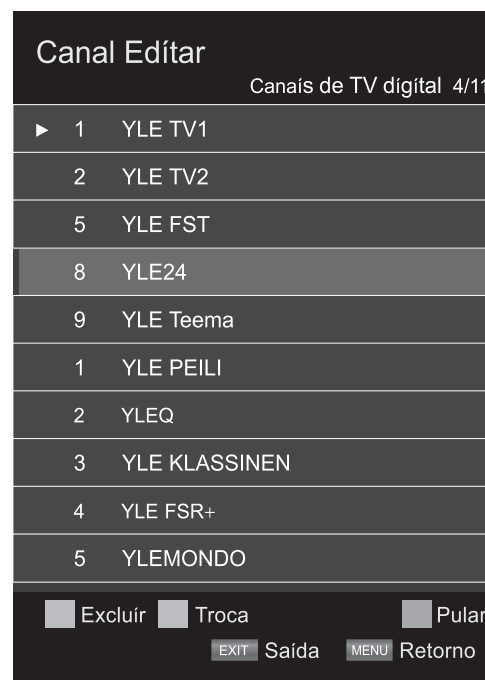 Canal Edítar
Canaís de TV dígítal 4/11
▶ 1 YLE TV1
2 YLE TV2
5 YLE FST
8 YLE24
9 YLE Teema
1 YLE PEILI
2 YLEQ
3 YLE KLASSINEN
4 YLE FSR+
5 YLEMONDO
Excluír Troca Pular
EXIT Saída MENU Retorno